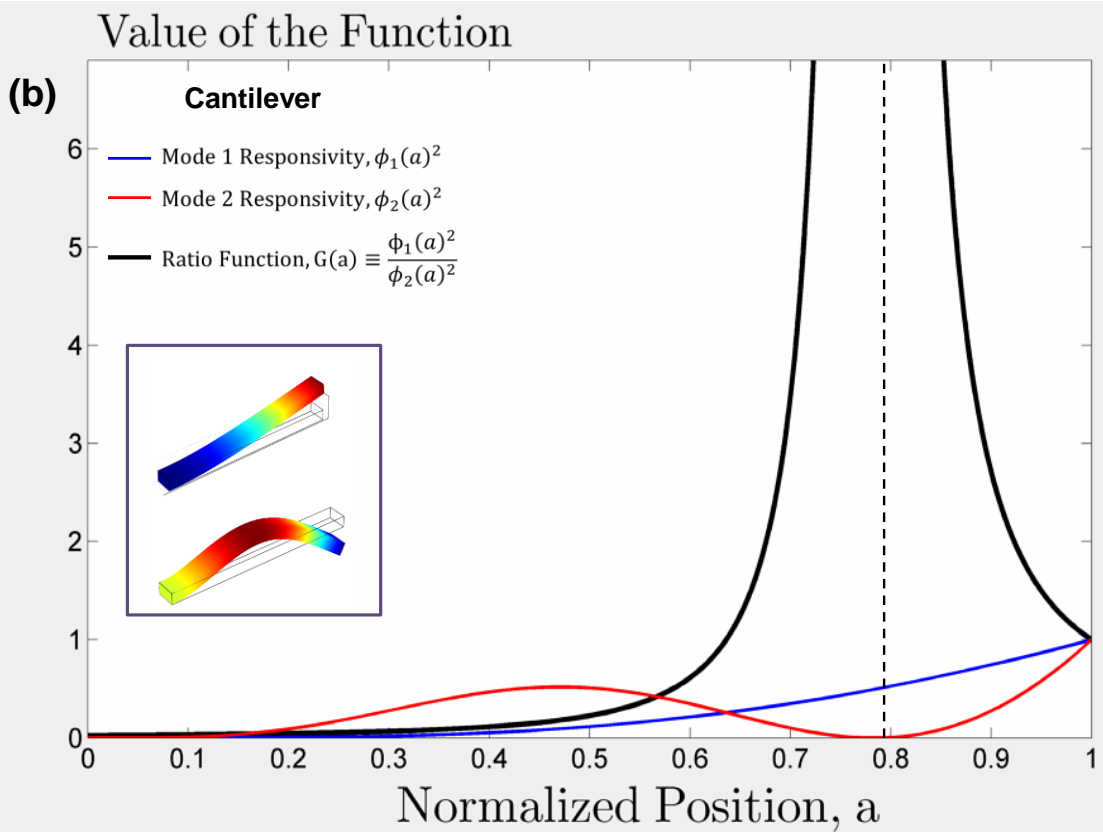 Value of the Function
(b)
Cantilever
Mode 1 Responsivity, ϕ₁(a)²
Mode 2 Responsivity, ϕ₂(a)²
Ratio Function, G(a) ≡ ϕ₁(a)² / ϕ₂(a)²
6
5
4
3
2
1
0
0 0.1 0.2 0.3 0.4 0.5 0.6 0.7 0.8 0.9 1
Normalized Position, a